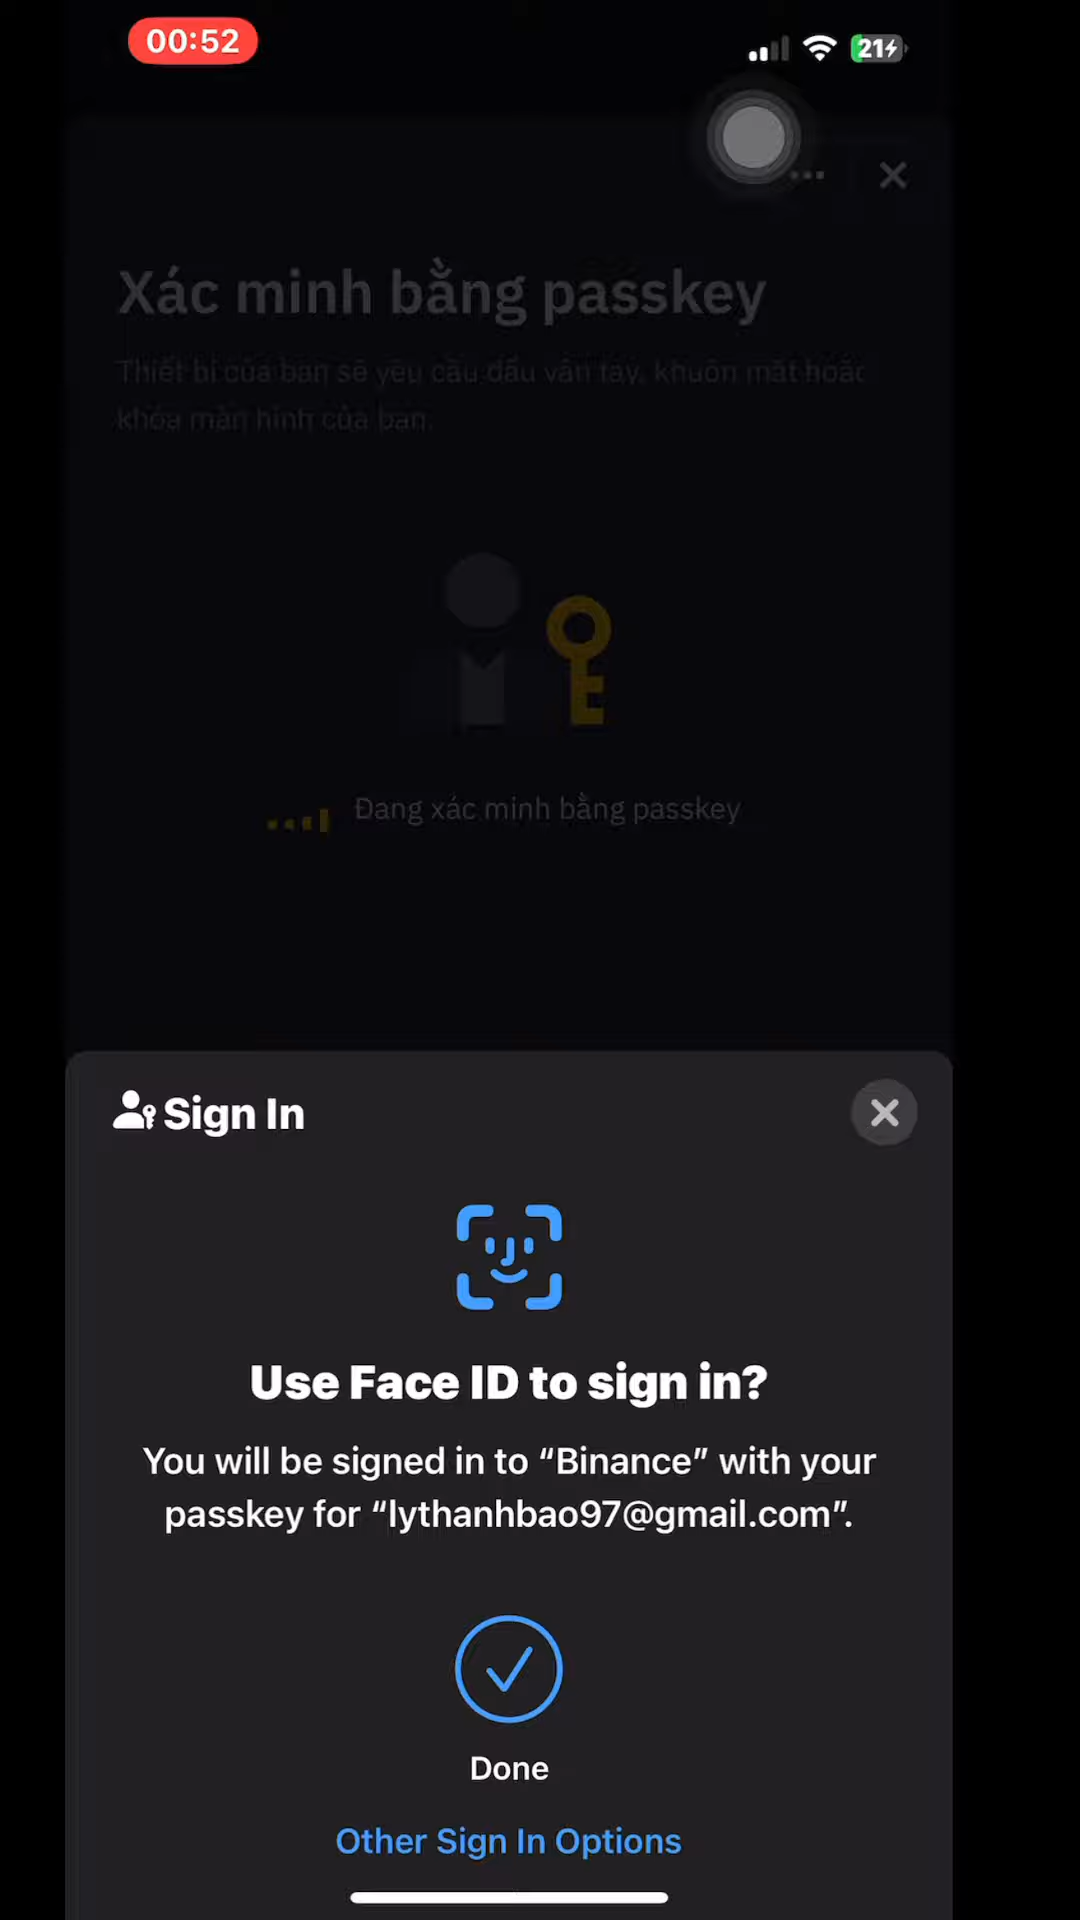 00:52
21
Xác minh bằng passkey
Thiết bị của bạn sẽ yêu cầu dấu vân tay, khuôn mặt hoặc
khóa màn hình của bạn.
Đang xác minh bằng passkey
Sign In
Use Face ID to sign in?
You will be signed in to “Binance” with your
passkey for “lythanhbao97@gmail.com”.
Done
Other Sign In Options